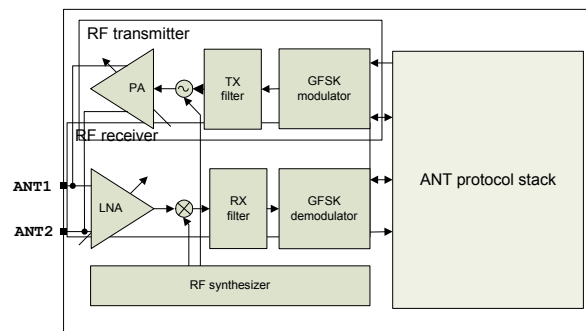 RF transmitter
PA
TX
filter
GFSK
modulator
RF receiver
ANT1
ANT2
LNA
RX
filter
GFSK
demodulator
ANT protocol stack
RF synthesizer